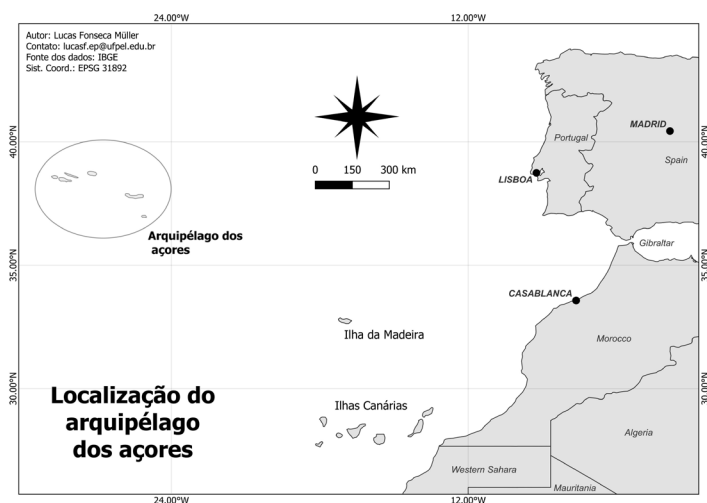 24.00°W
12.00°W
Autor: Lucas Fonseca Müller
Contato: lucasf.ep@ufpel.edu.br
Fonte dos dados: IBGE
Sist. Coord.: EPSG 31892
40.00°N
40.00°N
MADRID
Portugal
Spain
0 150 300 km
LISBOA
Arquipélago dos
açores
Gibraltar
35.00°N
35.00°N
CASABLANCA
Ilha da Madeira
Morocco
30.00°N
30.00°N
Localização do
arquipélago
dos açores
Ilhas Canárias
Algeria
Western Sahara
Mauritania
24.00°W
12.00°W